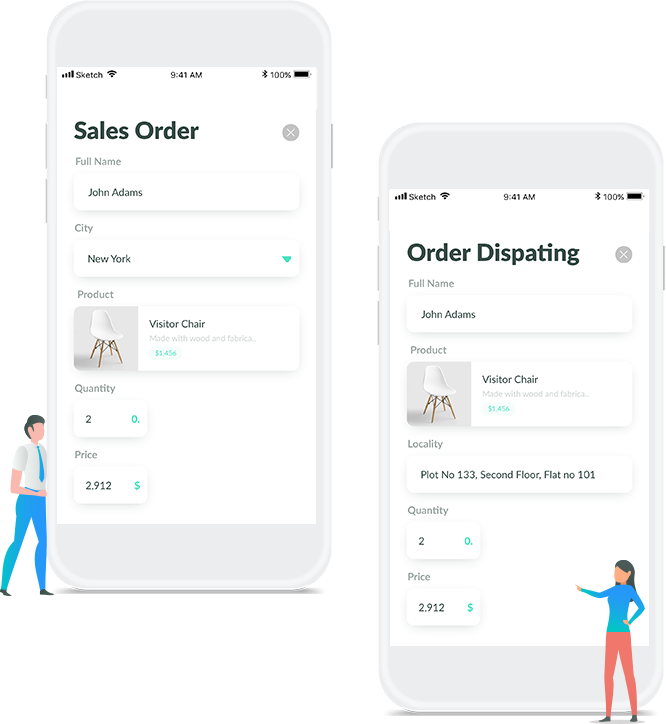 Sketch 9:41 AM 100%
Sales Order
Full Name
John Adams
City
New York
Product
Visitor Chair
Made with wood and fabrica..
$1,456
Quantity
2 0.
Price
2,912 $
Sketch 9:41 AM 100%
Order Dispating
Full Name
John Adams
Product
Visitor Chair
Made with wood and fabrica..
$1,456
Locality
Plot No 133, Second Floor, Flat no 101
Quantity
2 0.
Price
2,912 $